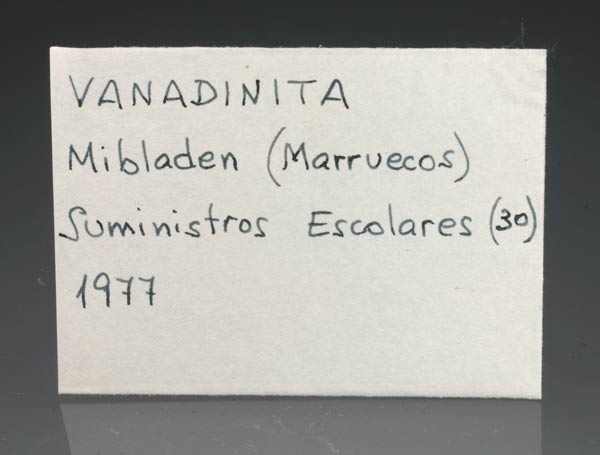 VANADINITA
Mibladen (Marruecos)
Suministros Escolares (30)
1977